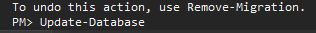 To undo this action, use Remove-Migration.
PM> Update-Database